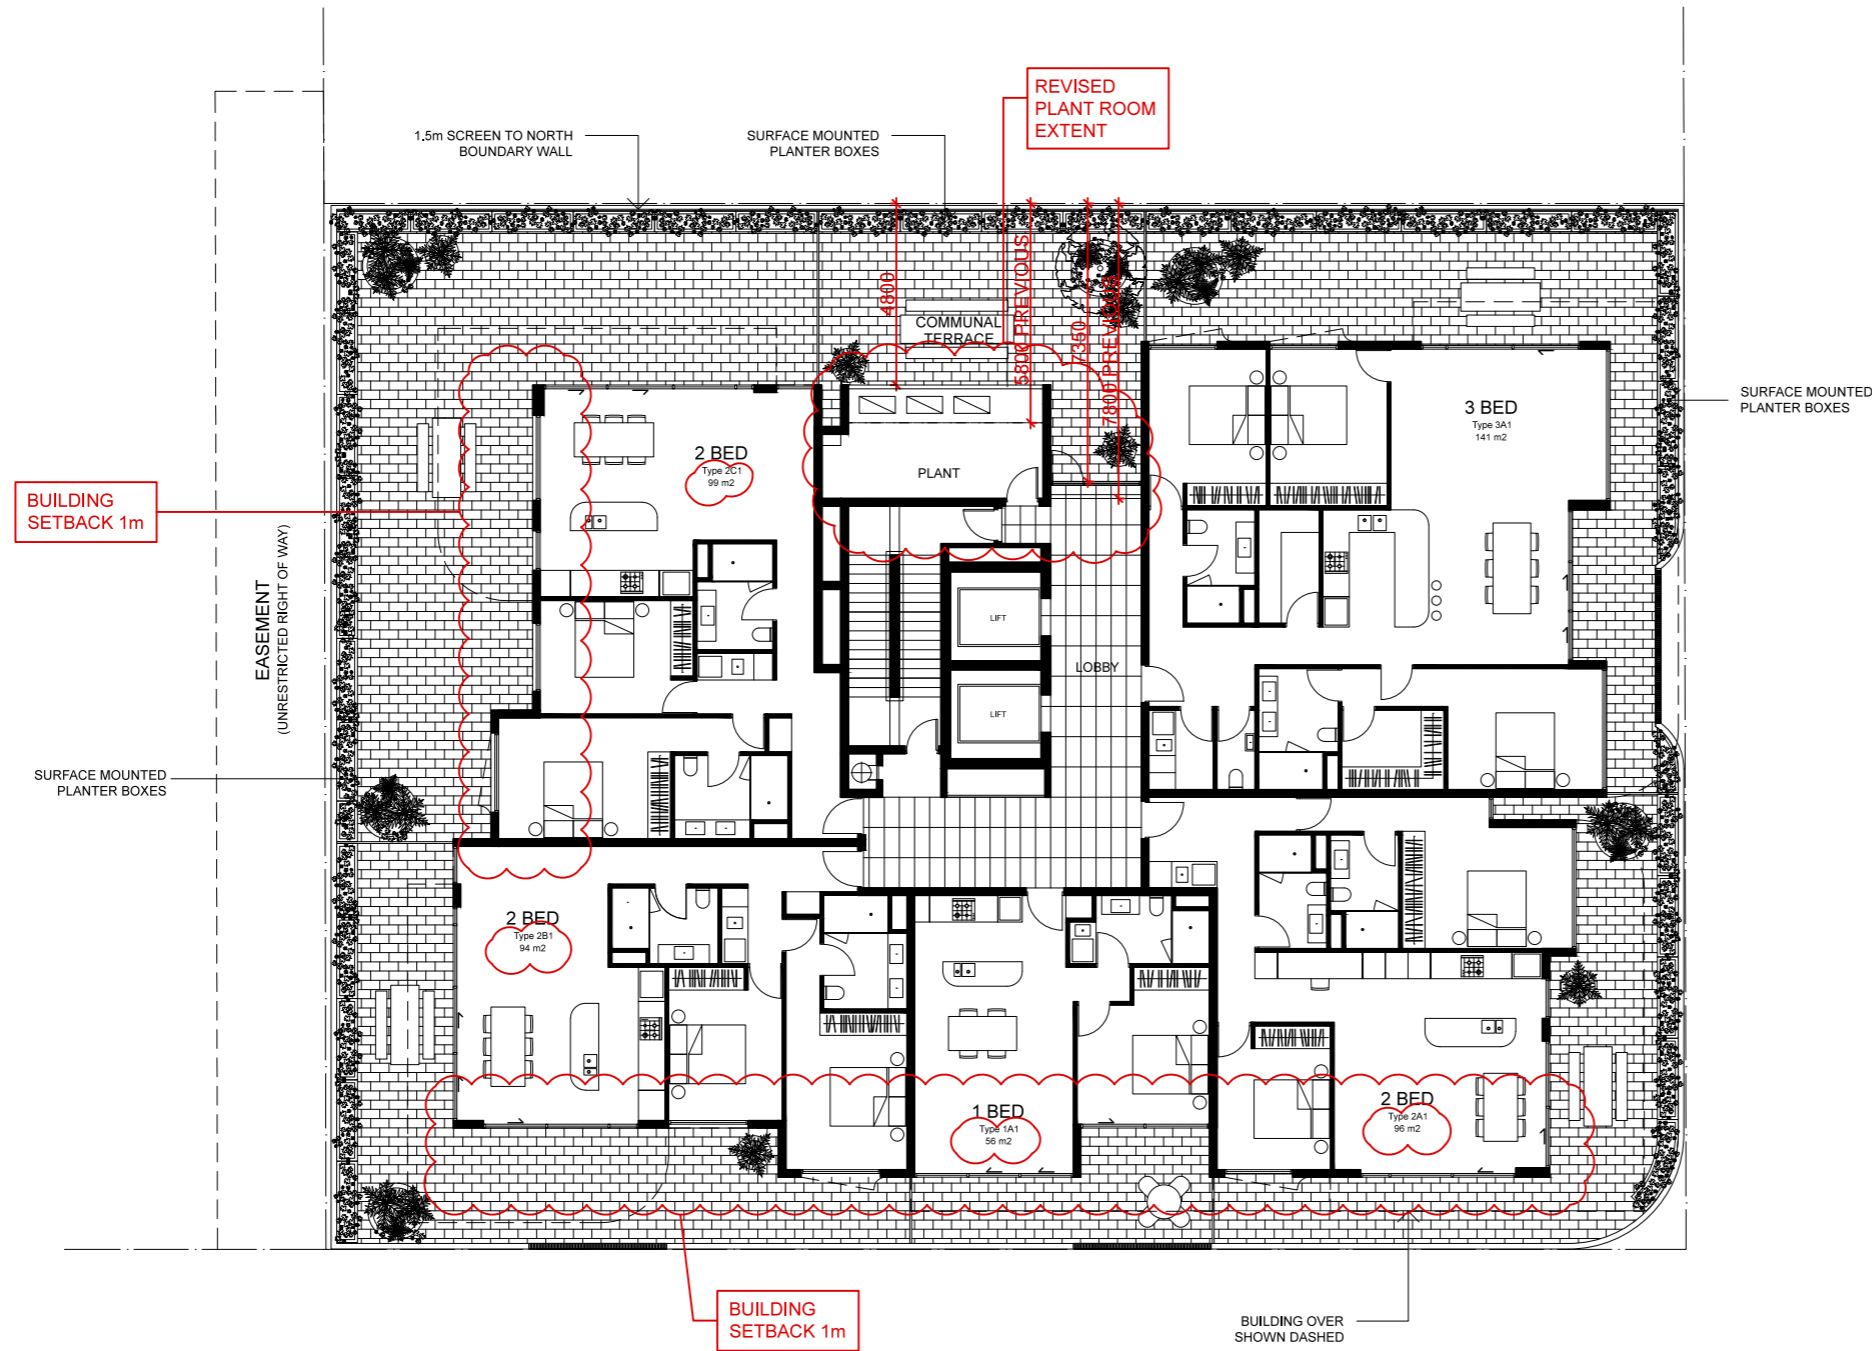 REVISED
PLANT ROOM
EXTENT
1.5m SCREEN TO NORTH
BOUNDARY WALL
SURFACE MOUNTED
PLANTER BOXES
4800
5800 PREVIOUS
7350
7800 PREVIOUS
COMMUNAL
TERRACE
SURFACE MOUNTED
PLANTER BOXES
3 BED
Type 3A1
141 m2
2 BED
Type 2C1
99 m2
PLANT
BUILDING
SETBACK 1m
EASEMENT
(UNRESTRICTED RIGHT OF WAY)
LIFT
LOBBY
LIFT
SURFACE MOUNTED
PLANTER BOXES
2 BED
Type 2B1
94 m2
1 BED
Type 1A1
56 m2
2 BED
Type 2A1
96 m2
BUILDING
SETBACK 1m
BUILDING OVER
SHOWN DASHED